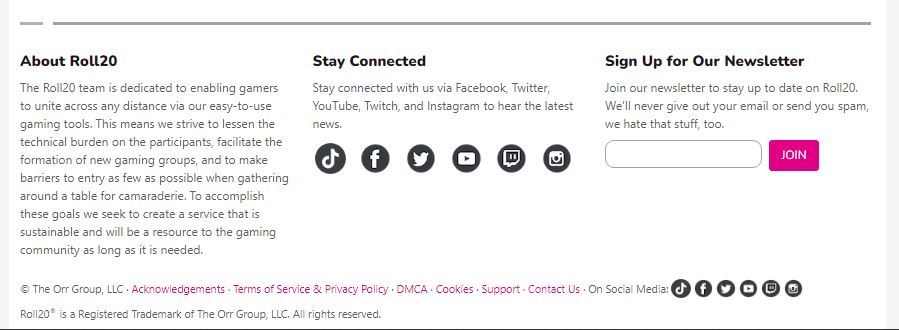 About Roll20
The Roll20 team is dedicated to enabling gamers
to unite across any distance via our easy-to-use
gaming tools. This means we strive to lessen the
technical burden on the participants, facilitate the
formation of new gaming groups, and to make
barriers to entry as few as possible when gathering
around a table for camaraderie. To accomplish
these goals we seek to create a service that is
sustainable and will be a resource to the gaming
community as long as it is needed.
Stay Connected
Stay connected with us via Facebook, Twitter,
YouTube, Twitch, and Instagram to hear the latest
news.
Sign Up for Our Newsletter
Join our newsletter to stay up to date on Roll20.
We'll never give out your email or send you spam,
we hate that stuff, too.
JOIN
© The Orr Group, LLC · Acknowledgements · Terms of Service & Privacy Policy · DMCA · Cookies · Support · Contact Us · On Social Media:
Roll20® is a Registered Trademark of The Orr Group, LLC. All rights reserved.